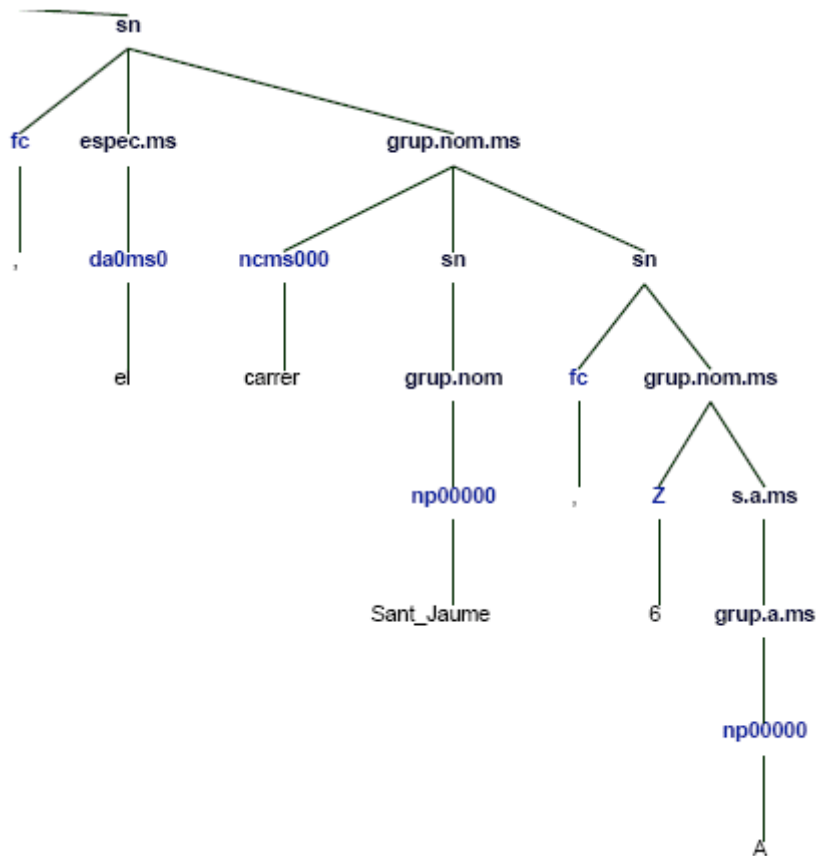 sn
fc espec.ms grup.nom.ms
, da0ms0 ncms000 sn sn
el carrer grup.nom fc grup.nom.ms
np00000 , Z s.a.ms
Sant_Jaume 6 grup.a.ms
np00000
A